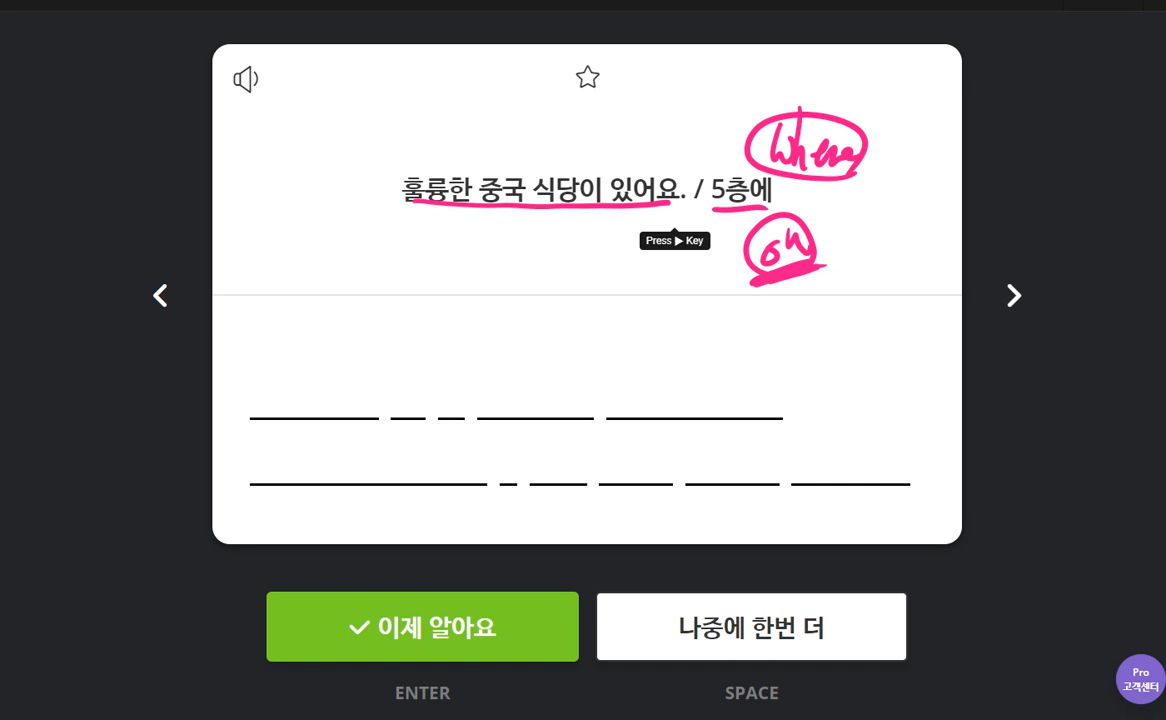 where
훌륭한 중국 식당이 있어요. / 5층에
Press ▶ Key
on
✓ 이제 알아요
나중에 한번 더
ENTER
SPACE
Pro
고객센터